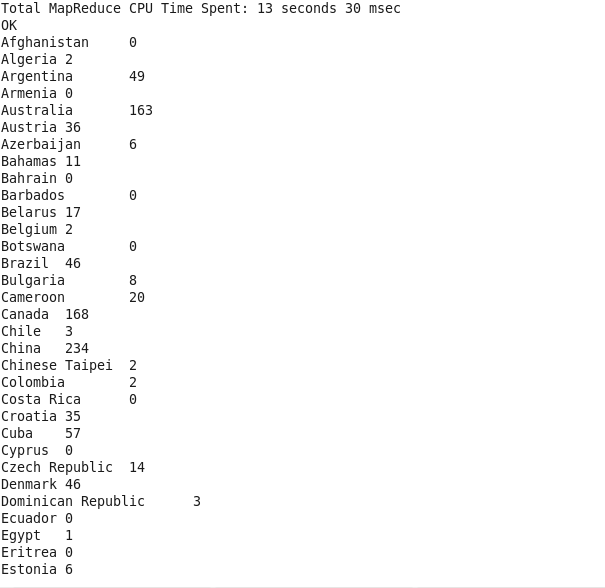 Total MapReduce CPU Time Spent: 13 seconds 30 msec
OK
Afghanistan 0
Algeria 2
Argentina 49
Armenia 0
Australia 163
Austria 36
Azerbaijan 6
Bahamas 11
Bahrain 0
Barbados 0
Belarus 17
Belgium 2
Botswana 0
Brazil 46
Bulgaria 8
Cameroon 20
Canada 168
Chile 3
China 234
Chinese Taipei 2
Colombia 2
Costa Rica 0
Croatia 35
Cuba 57
Cyprus 0
Czech Republic 14
Denmark 46
Dominican Republic 3
Ecuador 0
Egypt 1
Eritrea 0
Estonia 6